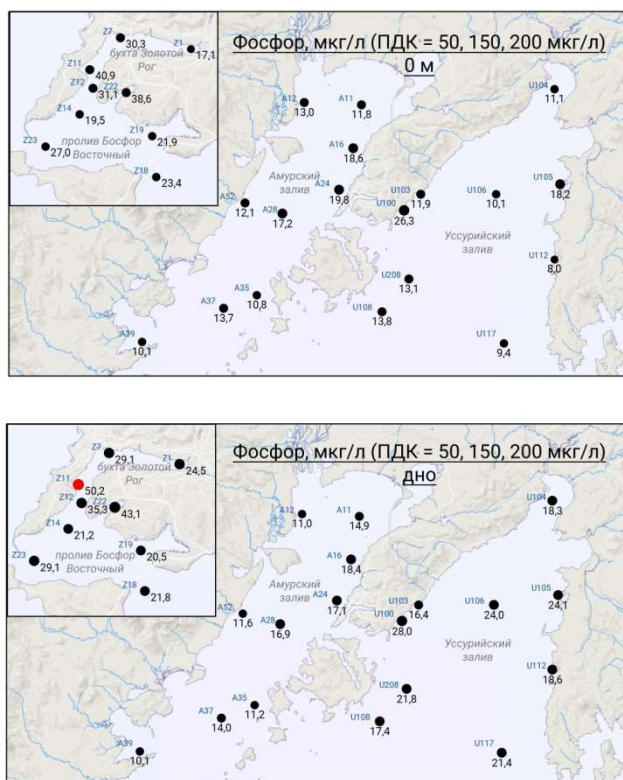 Фосфор, мкг/л (ПДК = 50, 150, 200 мкг/л)
0 м
Z7
30,3
бухта Золотой
Рог
Z1
17,1
Z11
40,9
Z12
31,1
Z22
38,6
Z14
19,5
Z19
21,9
Z23
27,0
пролив Босфор
Восточный
Z18
23,4
A12
13,0
A11
11,8
U104
11,1
A16
18,6
Амурский
залив
A24
19,8
U103
11,9
U100
26,3
U106
10,1
U105
18,2
A52
12,1
A28
17,2
Уссурийский
залив
U112
8,0
U208
13,1
A35
10,8
A37
13,7
U108
13,8
A39
10,1
U117
9,4
Фосфор, мкг/л (ПДК = 50, 150, 200 мкг/л)
дно
Z7
29,1
бухта Золотой
Рог
Z1
24,5
Z11
50,2
Z12
35,3
Z22
43,1
Z14
21,2
Z19
20,5
Z23
29,1
пролив Босфор
Восточный
Z18
21,8
A12
11,0
A11
14,9
U104
18,3
A16
18,4
Амурский
залив
A24
17,1
U103
16,4
U100
28,0
U106
24,0
U105
24,1
A52
11,6
A28
16,9
Уссурийский
залив
U112
18,6
U208
21,8
A35
11,2
A37
14,0
U108
17,4
A39
10,1
U117
21,4